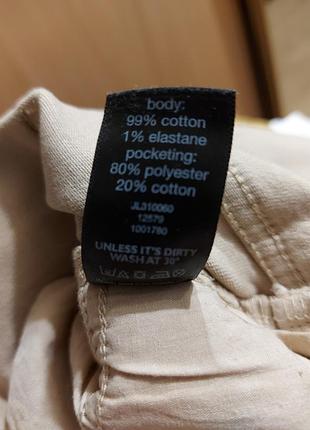 body:
99% cotton
1% elastane
pocketing:
80% polyester
20% cotton
JL310060
12579
1001780
UNLESS IT'S DIRTY
WASH AT 30°